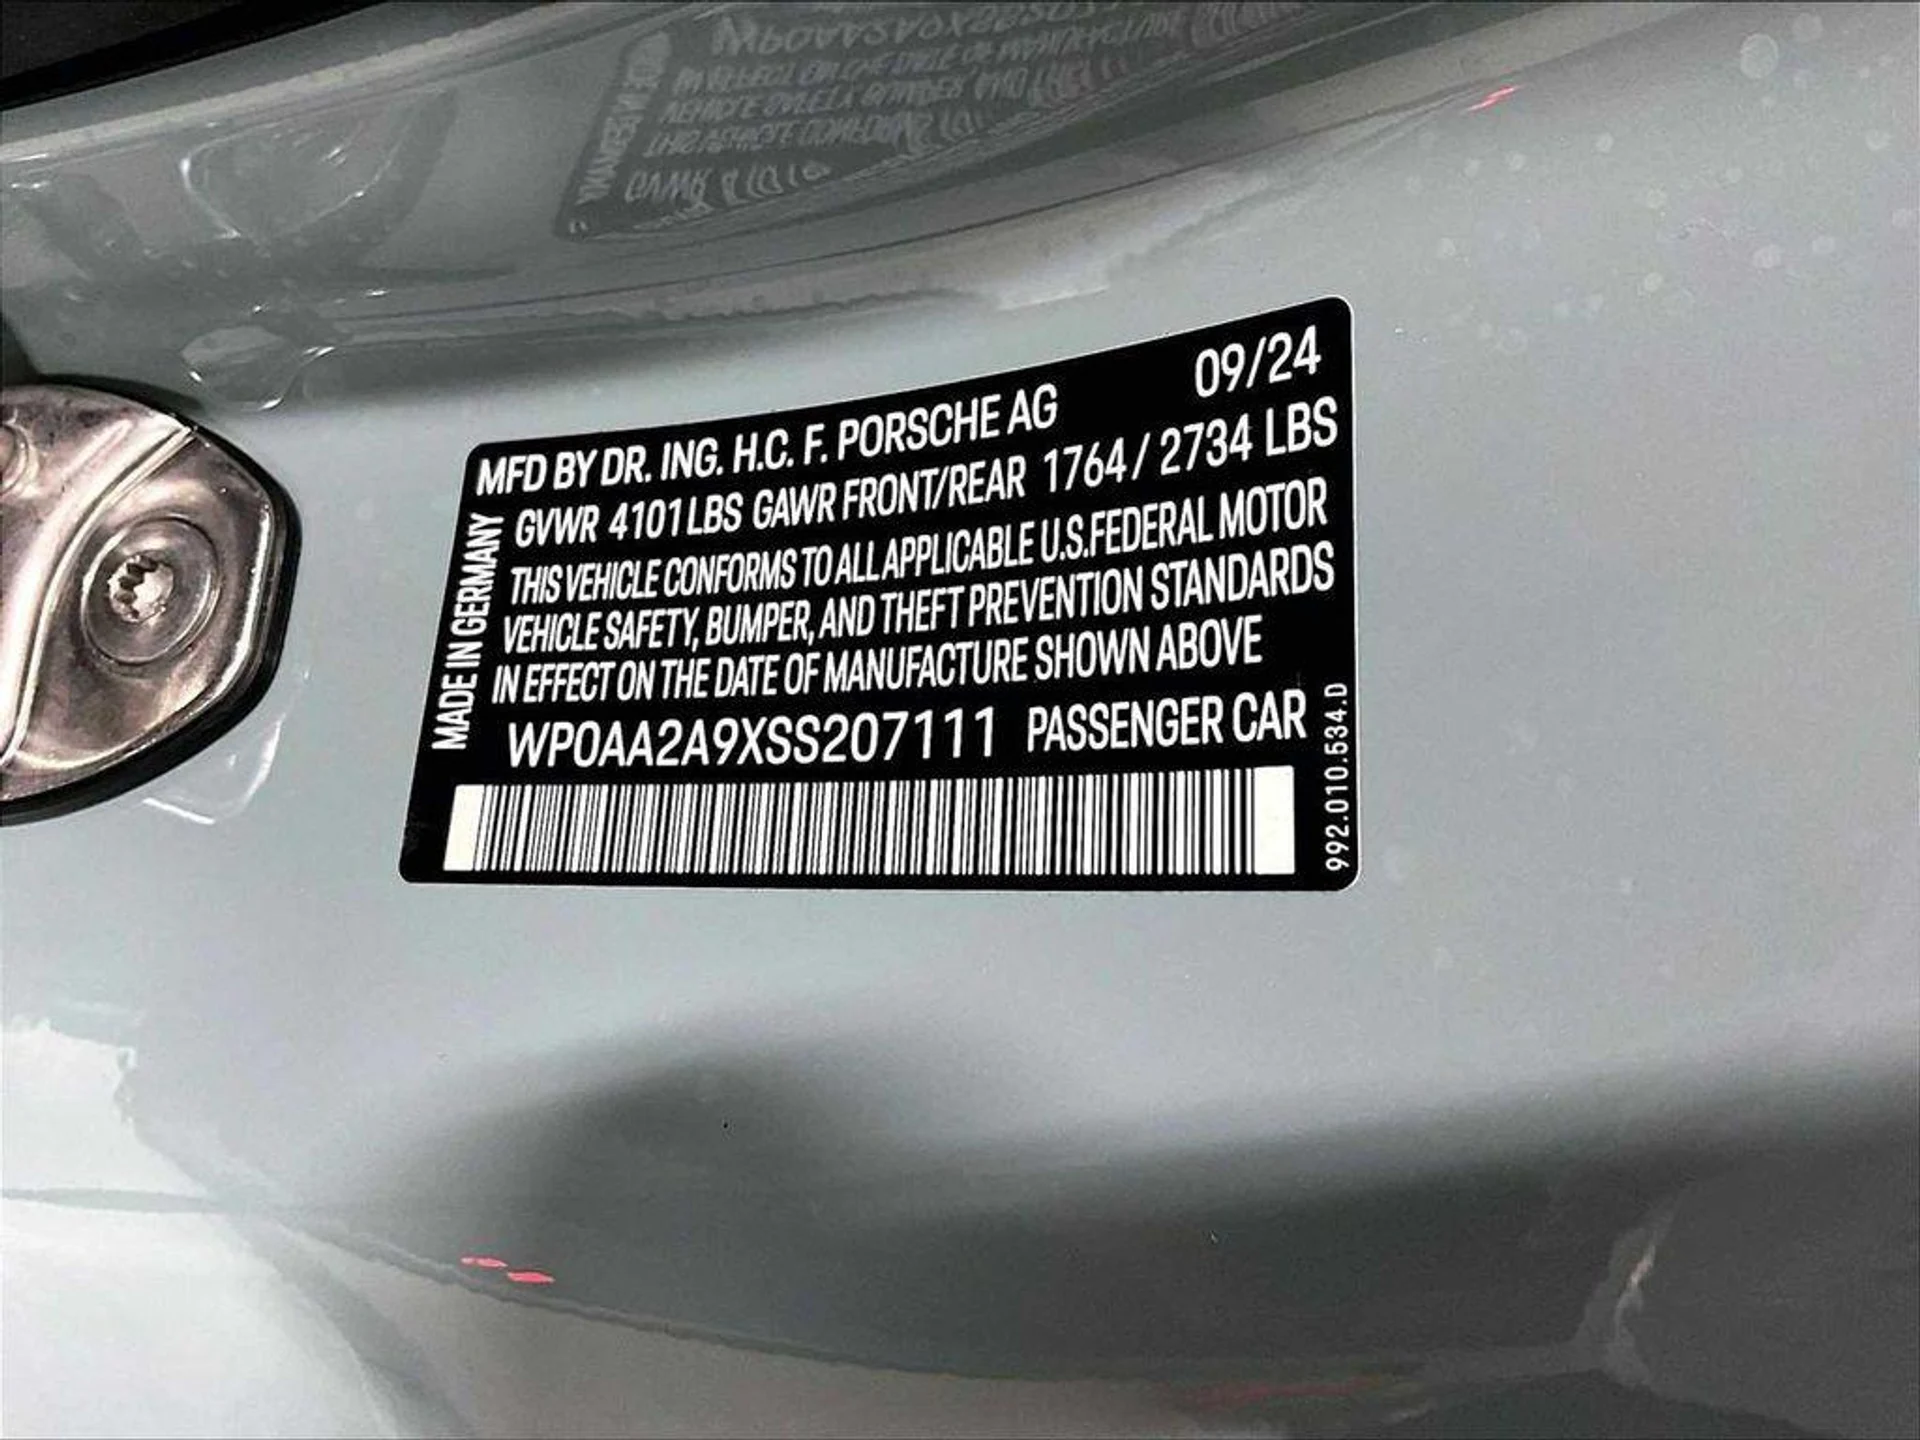 MFD BY DR. ING. H.C. F. PORSCHE AG 09/24
GVWR 4101 LBS GAWR FRONT/REAR 1764 / 2734 LBS
THIS VEHICLE CONFORMS TO ALL APPLICABLE U.S.FEDERAL MOTOR
VEHICLE SAFETY, BUMPER, AND THEFT PREVENTION STANDARDS
IN EFFECT ON THE DATE OF MANUFACTURE SHOWN ABOVE
WP0AA2A9XSS207111 PASSENGER CAR
MADE IN GERMANY
992.010.534.D